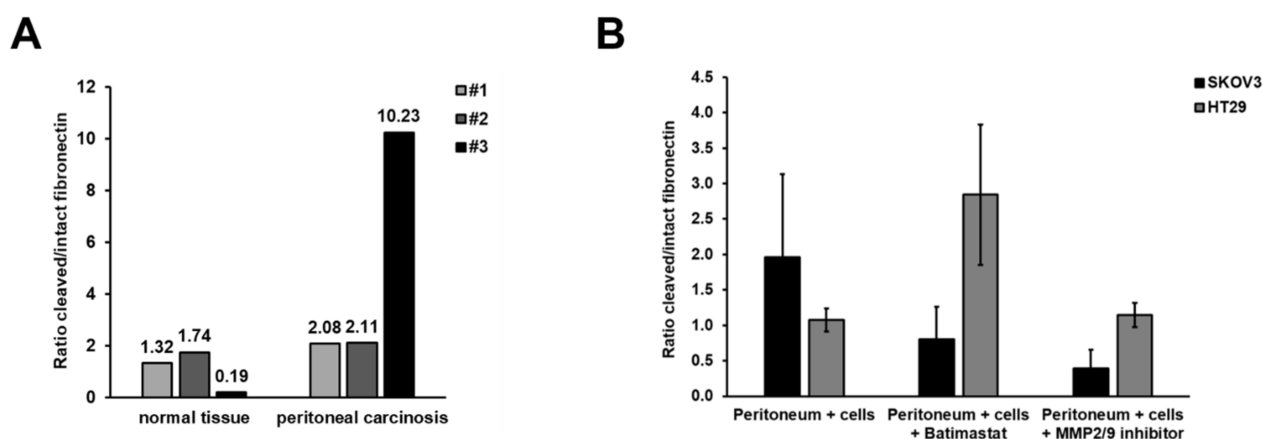 A
Ratio cleaved/intact fibronectin
12
10
8
6
4
2
0
1.32
1.74
0.19
2.08
2.11
10.23
normal tissue
peritoneal carcinosis
#1
#2
#3
B
Ratio cleaved/intact fibronectin
4.5
4.0
3.5
3.0
2.5
2.0
1.5
1.0
0.5
0.0
Peritoneum + cells
Peritoneum + cells
+ Batimastat
Peritoneum + cells
+ MMP2/9 inhibitor
SKOV3
HT29